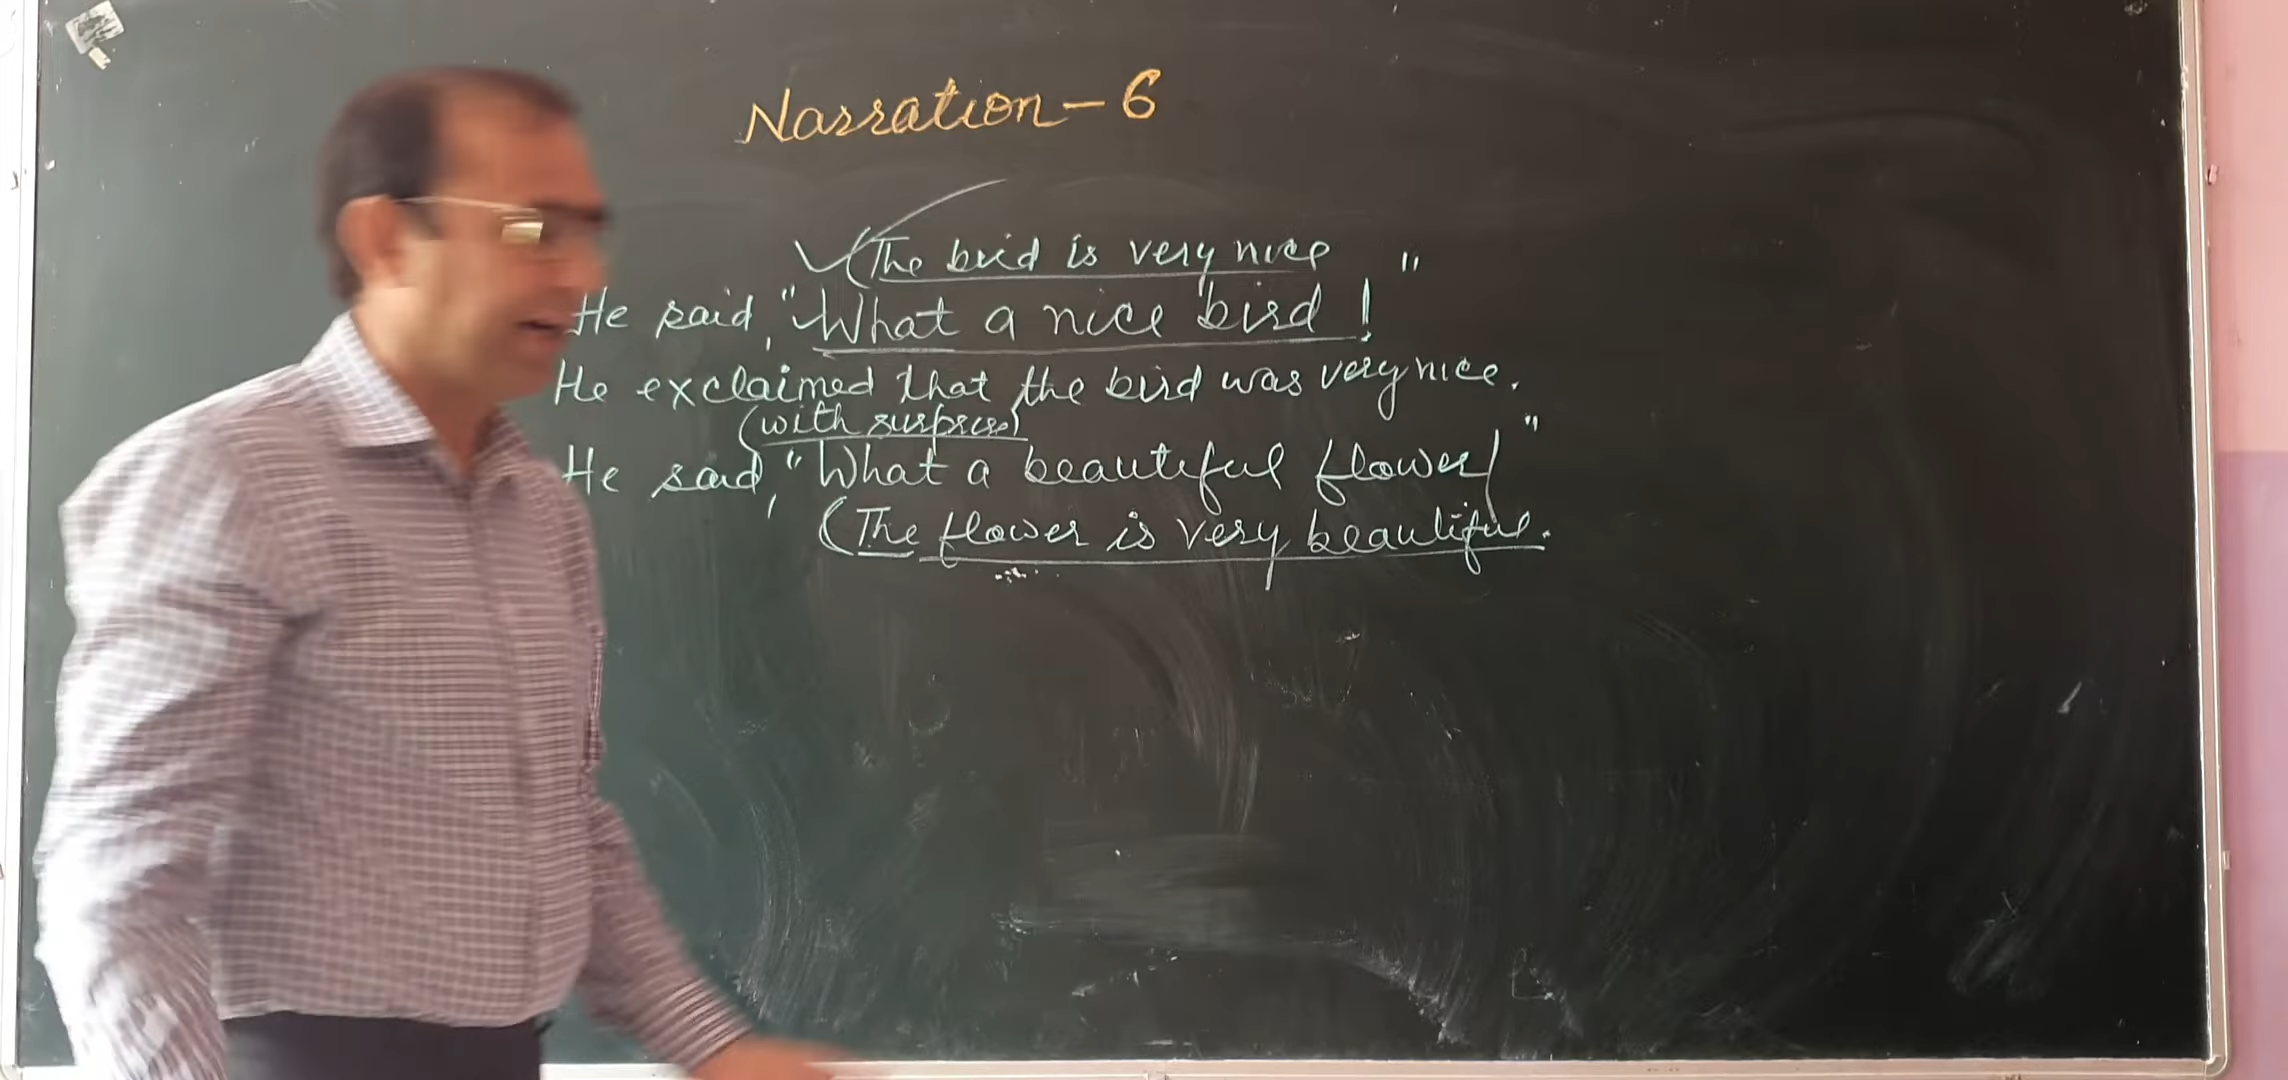 Narration - 6
(The bird is very nice
He said, "What a nice bird!"
He exclaimed that the bird was very nice.
(with surprise)
He said, "What a beautiful flower!"
(The flower is very beautiful.